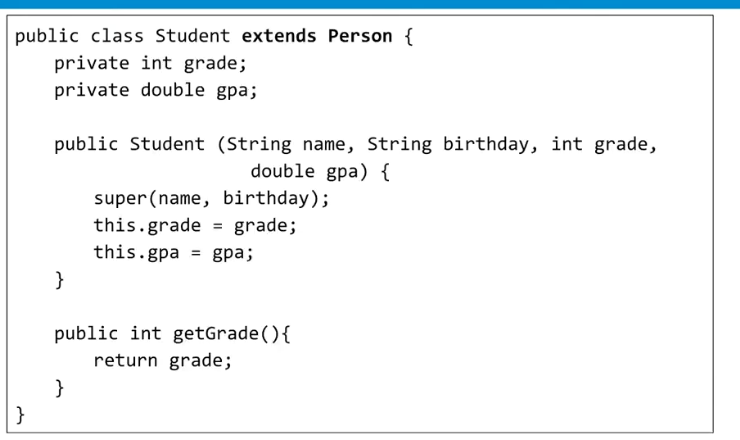 public class Student extends Person {
    private int grade;
    private double gpa;

    public Student (String name, String birthday, int grade,
                        double gpa) {
        super(name, birthday);
        this.grade = grade;
        this.gpa = gpa;
    }

    public int getGrade(){
        return grade;
    }
}